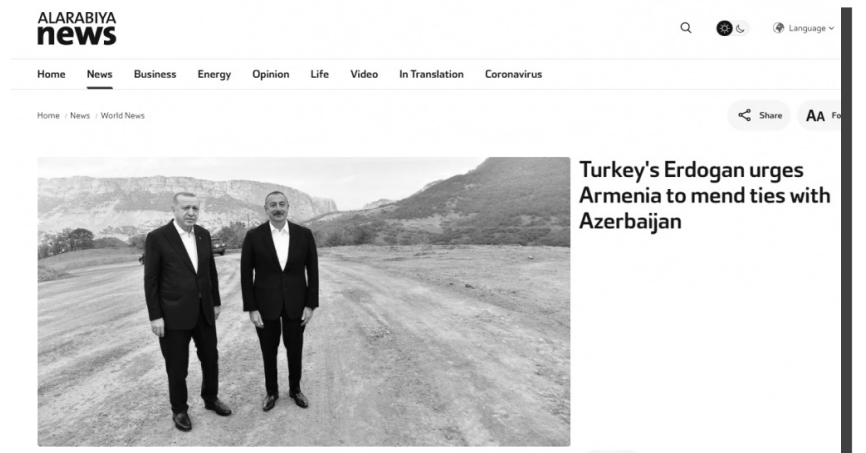 ALARABIYA
news
Language
Home News Business Energy Opinion Life Video In Translation Coronavirus
Home / News / World News
Share
AA Fo
Turkey's Erdogan urges
Armenia to mend ties with
Azerbaijan